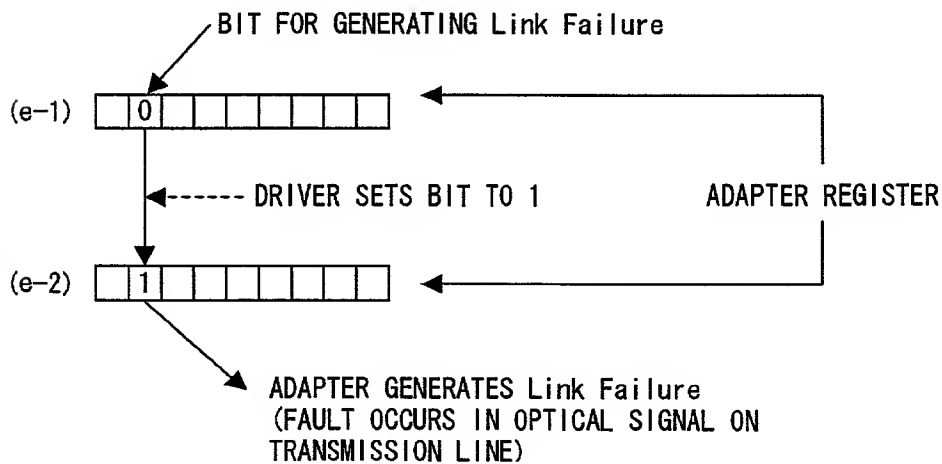 BIT FOR GENERATING Link Failure
(e-1) 0
DRIVER SETS BIT TO 1
ADAPTER REGISTER
(e-2) 1
ADAPTER GENERATES Link Failure
(FAULT OCCURS IN OPTICAL SIGNAL ON
TRANSMISSION LINE)